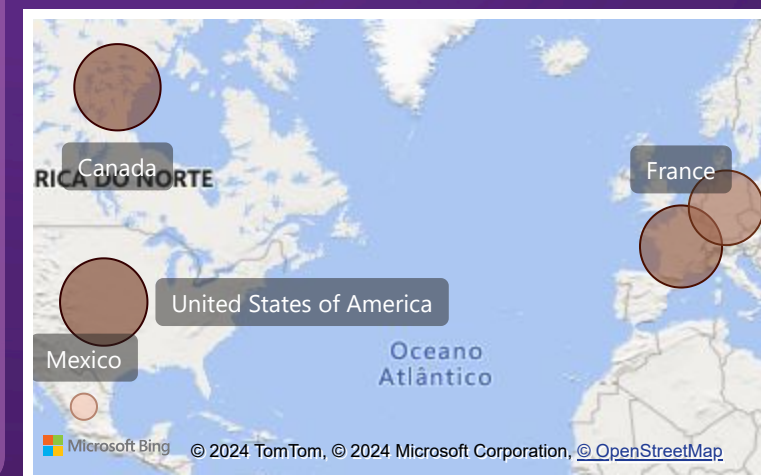 Canada
RICA DO NORTE
France
United States of America
Mexico
Oceano
Atlântico
Microsoft Bing
© 2024 TomTom, © 2024 Microsoft Corporation, © OpenStreetMap